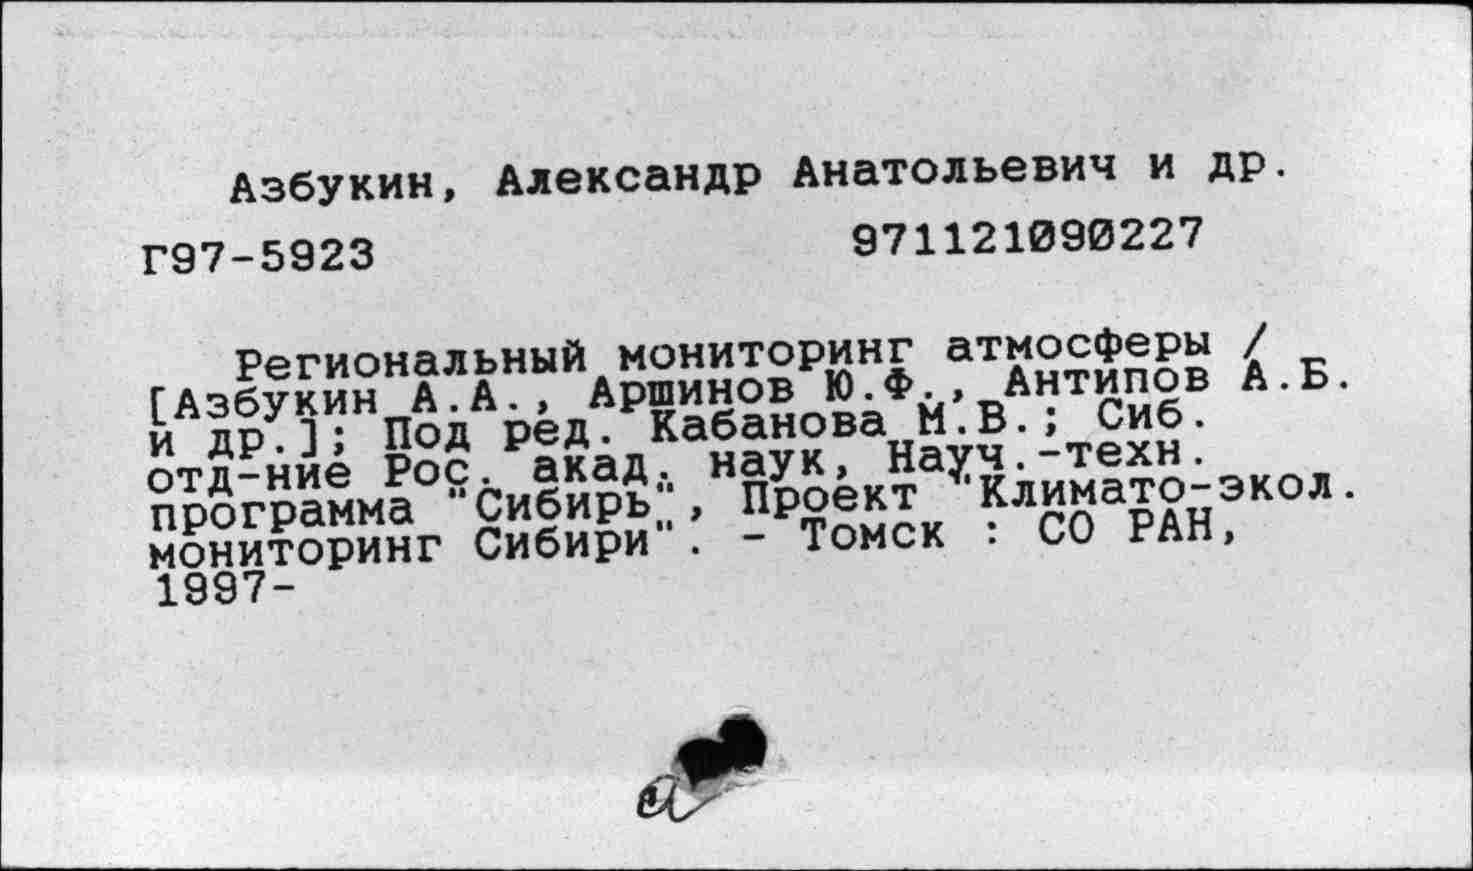 Азбукин, Александр Анатольевич и др.
Г97-5923 971121090227
Региональный мониторинг атмосферы /
[Азбукин А.А., Аршинов Ю.Ф., Антипов А.Б.
и др.]; Под ред. Кабанова М.В.; Сиб.
отд-ние Рос. акад. наук, Науч.-техн.
программа "Сибирь", Проект "Климато-экол.
мониторинг Сибири". - Томск : СО РАН,
1997-